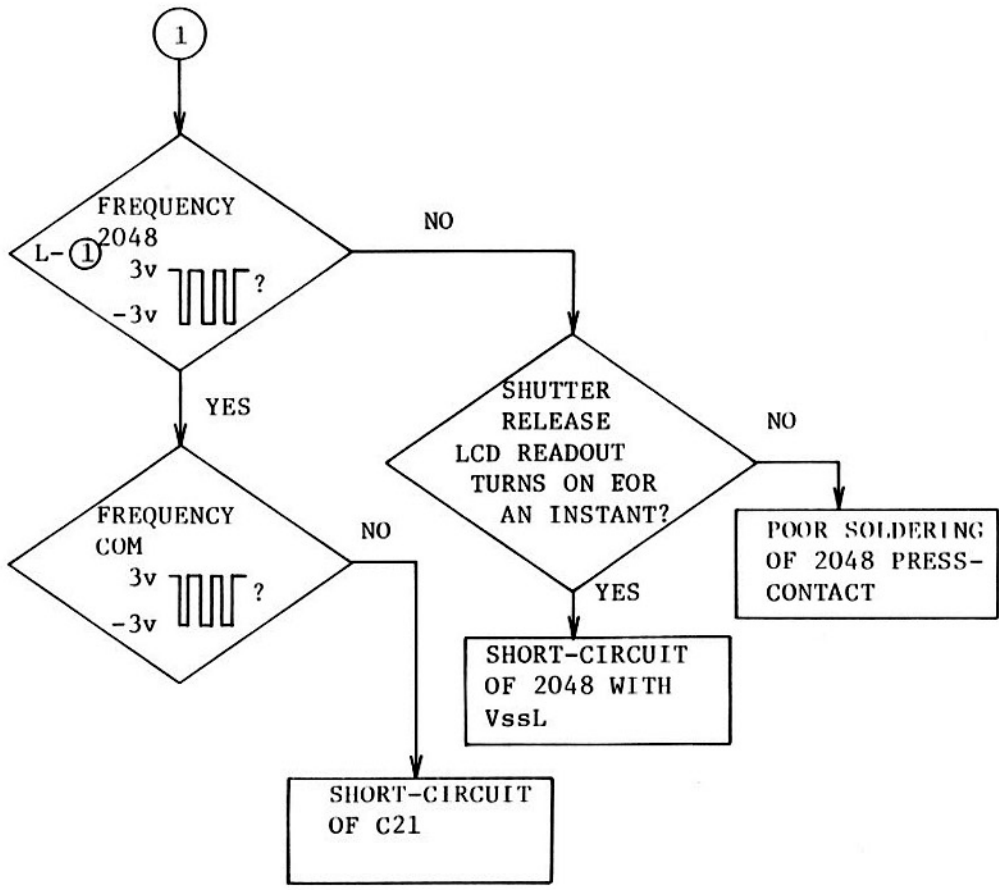 1
FREQUENCY
2048
L-①
3v
?
-3v
NO
YES
SHUTTER
RELEASE
LCD READOUT
TURNS ON EOR
AN INSTANT?
NO
POOR SOLDERING
OF 2048 PRESS-
CONTACT
YES
SHORT-CIRCUIT
OF 2048 WITH
VssL
FREQUENCY
COM
3v
?
-3v
NO
SHORT-CIRCUIT
OF C21